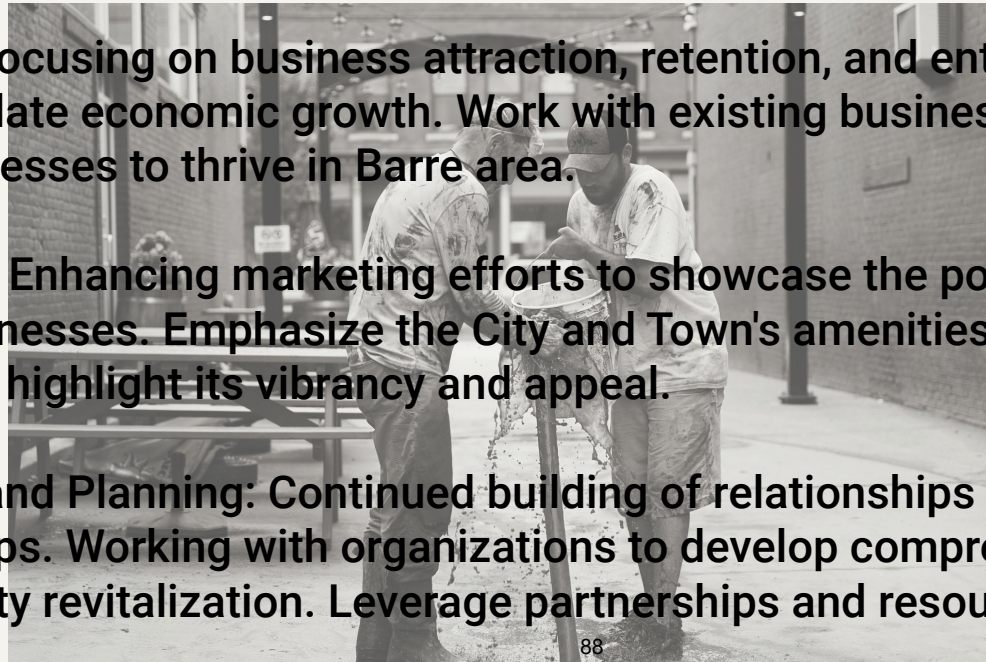 ocusing on business attraction, retention, and ent
late economic growth. Work with existing busines
esses to thrive in Barre area.
Enhancing marketing efforts to showcase the po
nesses. Emphasize the City and Town's amenities
highlight its vibrancy and appeal.
and Planning: Continued building of relationships
ps. Working with organizations to develop compre
ty revitalization. Leverage partnerships and resou
88